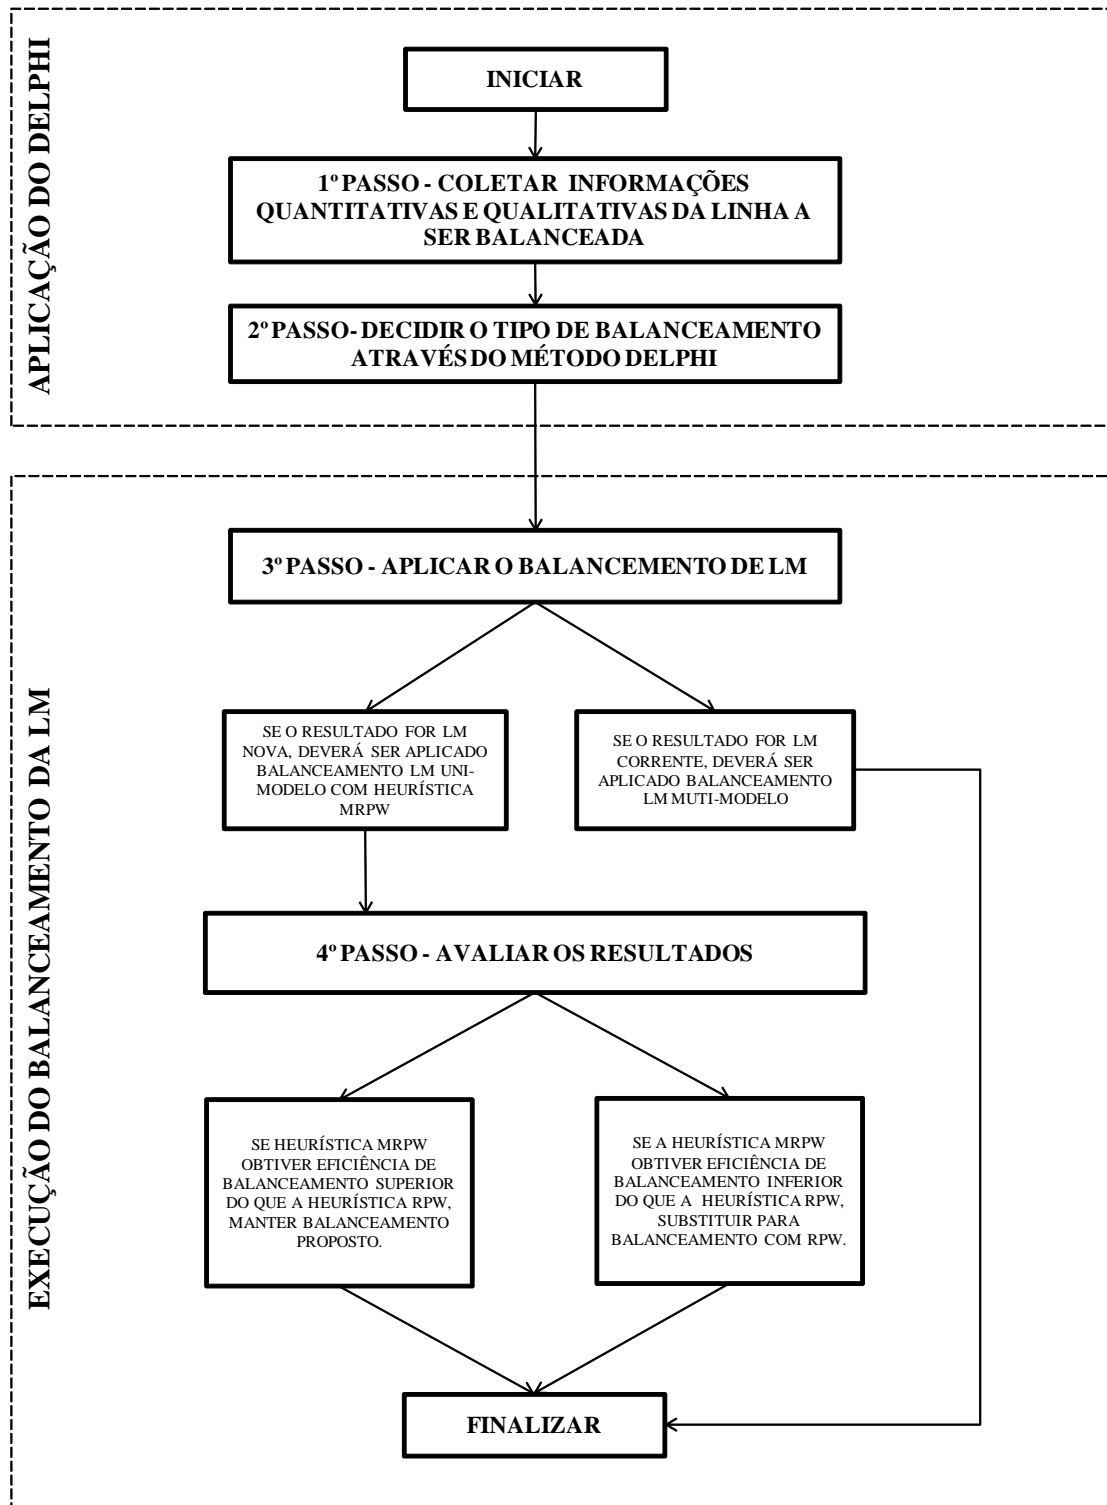 APLICAÇÃO DO DELPHI
INICIAR
1º PASSO - COLETAR INFORMAÇÕES
QUANTITATIVAS E QUALITATIVAS DA LINHA A
SER BALANCEADA
2º PASSO- DECIDIR O TIPO DE BALANCEAMENTO
ATRAVÉS DO MÉTODO DELPHI
EXECUÇÃO DO BALANCEAMENTO DA LM
3º PASSO - APLICAR O BALANCEMENTO DE LM
SE O RESULTADO FOR LM
NOVA, DEVERÁ SER APLICADO
BALANCEAMENTO LM UNI-
MODELO COM HEURÍSTICA
MRPW
SE O RESULTADO FOR LM
CORRENTE, DEVERÁ SER
APLICADO BALANCEAMENTO
LM MUTI-MODELO
4º PASSO - AVALIAR OS RESULTADOS
SE HEURÍSTICA MRPW
OBTIVER EFICIÊNCIA DE
BALANCEAMENTO SUPERIOR
DO QUE A HEURÍSTICA RPW,
MANTER BALANCEAMENTO
PROPOSTO.
SE A HEURÍSTICA MRPW
OBTIVER EFICIÊNCIA DE
BALANCEAMENTO INFERIOR
DO QUE A HEURÍSTICA RPW,
SUBSTITUIR PARA
BALANCEAMENTO COM RPW.
FINALIZAR